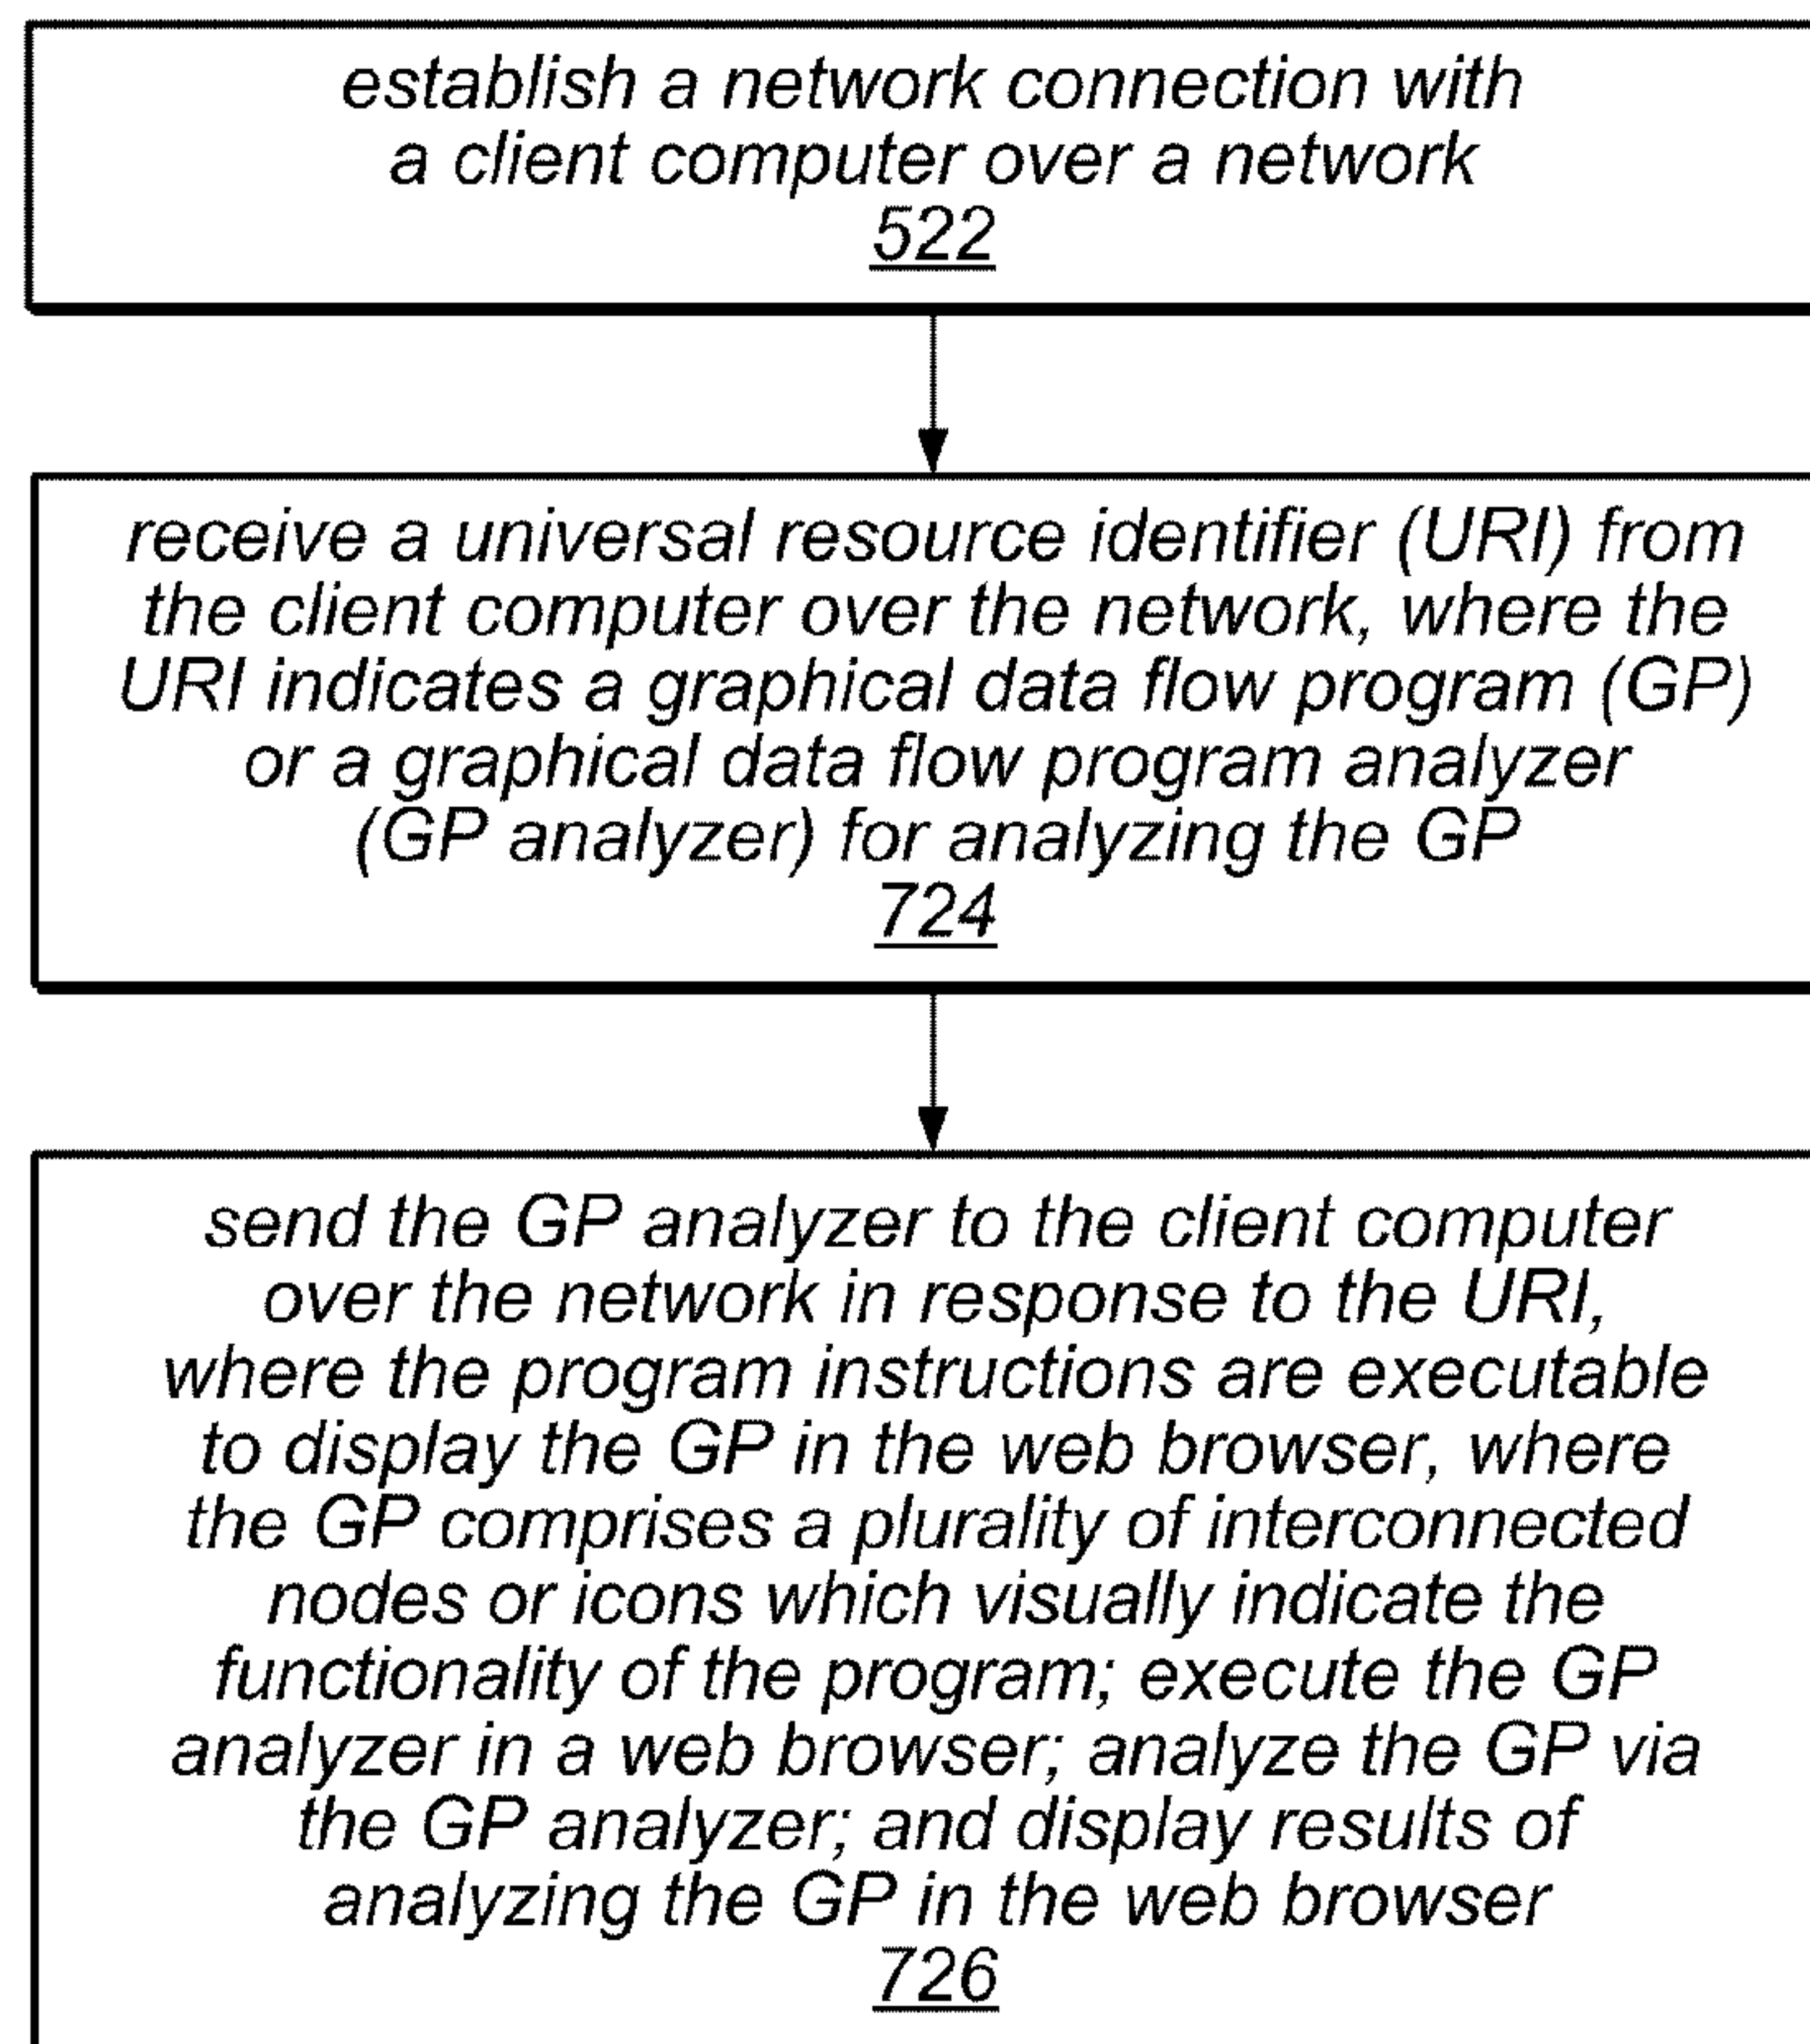 establish a network connection with
a client computer over a network
522
receive a universal resource identifier (URI) from
the client computer over the network, where the
URI indicates a graphical data flow program (GP)
or a graphical data flow program analyzer
(GP analyzer) for analyzing the GP
724
send the GP analyzer to the client computer
over the network in response to the URI,
where the program instructions are executable
to display the GP in the web browser, where
the GP comprises a plurality of interconnected
nodes or icons which visually indicate the
functionality of the program; execute the GP
analyzer in a web browser; analyze the GP via
the GP analyzer; and display results of
analyzing the GP in the web browser
726